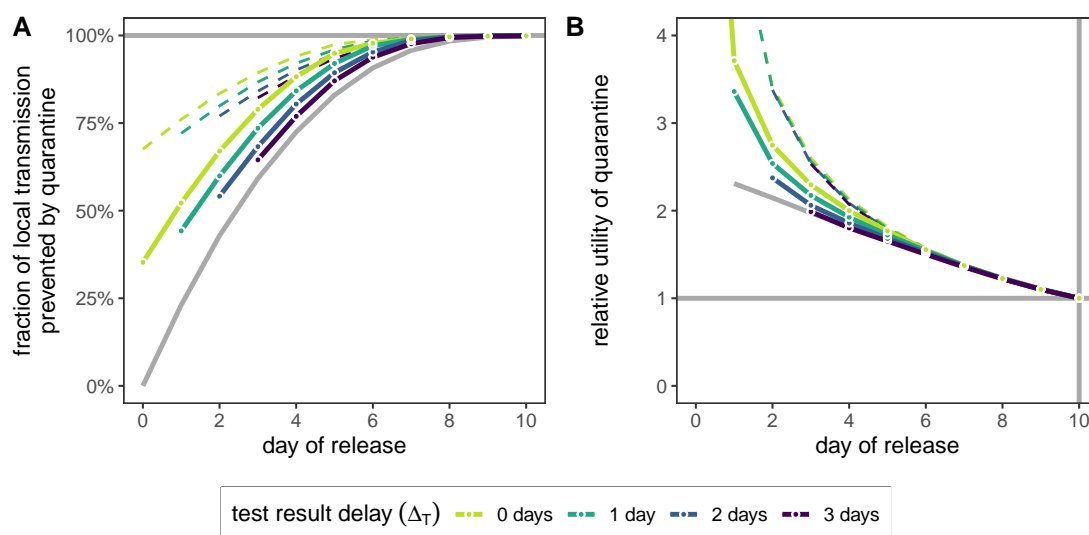 A
fraction of local transmission
prevented by quarantine
100%
75%
50%
25%
0%
0 2 4 6 8 10
day of release
B
relative utility of quarantine
4
3
2
1
0
0 2 4 6 8 10
day of release
test result delay (Δ_T) 0 days 1 day 2 days 3 days